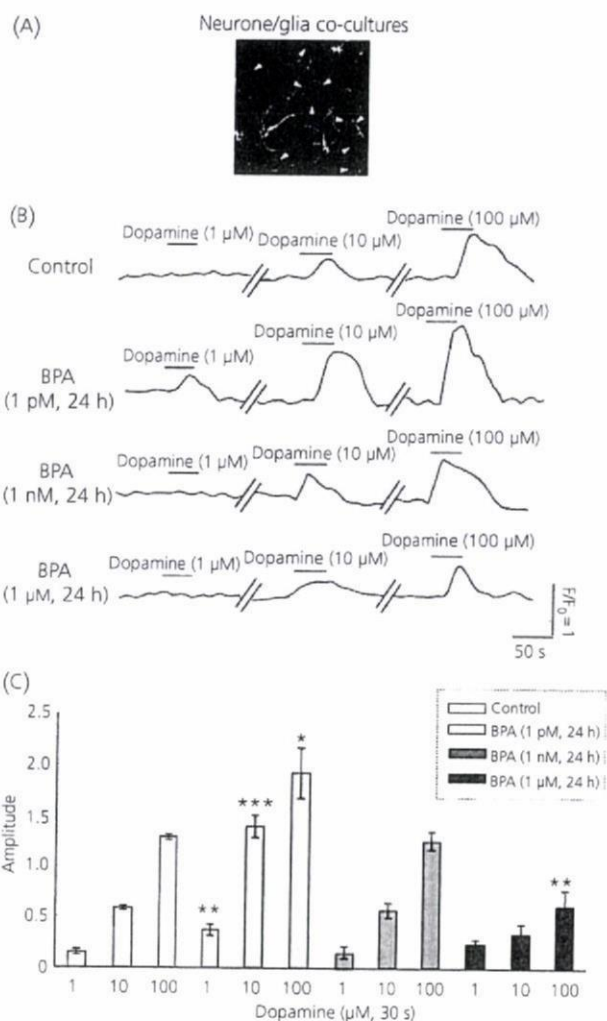 (A)
Neurone/glia co-cultures
(B)
Dopamine (1 µM) Dopamine (10 µM) Dopamine (100 µM)
Control
Dopamine (1 µM) Dopamine (10 µM) Dopamine (100 µM)
BPA
(1 pM, 24 h)
Dopamine (1 µM) Dopamine (10 µM) Dopamine (100 µM)
BPA
(1 nM, 24 h)
Dopamine (1 µM) Dopamine (10 µM) Dopamine (100 µM)
BPA
(1 µM, 24 h)
F/F0 = 1
50 s
(C)
Control
BPA (1 pM, 24 h)
BPA (1 nM, 24 h)
BPA (1 µM, 24 h)
Amplitude
2.5
2.0
1.5
1.0
0.5
0
** *** * **
1 10 100 1 10 100 1 10 100 1 10 100
Dopamine (µM, 30 s)